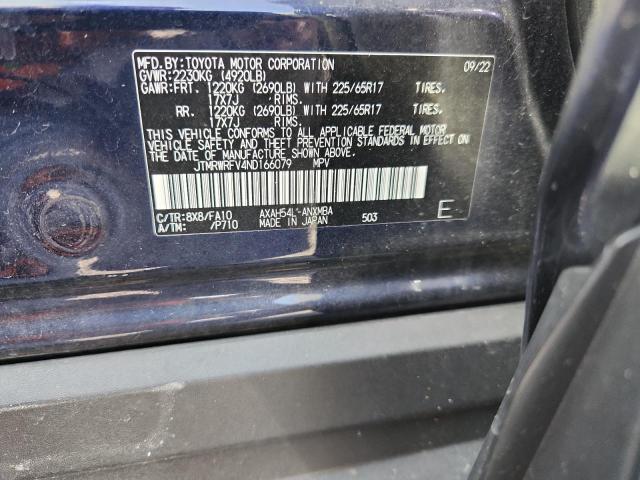 MFD.BY:TOYOTA MOTOR CORPORATION 09/22
GVWR:2230KG (4920LB)
GAWR:FRT. 1220KG (2690LB) WITH 225/65R17 TIRES.
17X7J RIMS.
RR. 1220KG (2690LB) WITH 225/65R17 TIRES.
17X7J RIMS.
THIS VEHICLE CONFORMS TO ALL APPLICABLE FEDERAL MOTOR
VEHICLE SAFETY, BUMPER, AND THEFT PREVENTION STANDARDS IN EFFECT ON
THE DATE OF MANUFACTURE SHOWN ABOVE.
JTMRWRFV4ND166079 MPV
C/TR:8X8/FA10 AXAH54L-ANXMBA
A/TM: /P710 MADE IN JAPAN 503 E